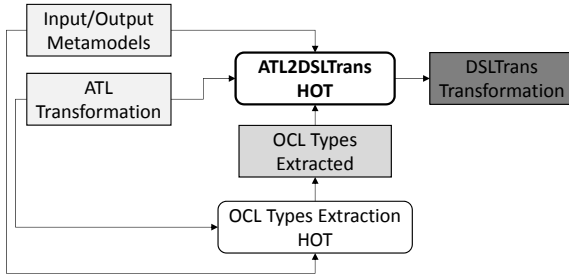 Input/Output
Metamodels
ATL2DSLTrans
HOT
DSLTrans
Transformation
ATL
Transformation
OCL Types
Extracted
OCL Types Extraction
HOT